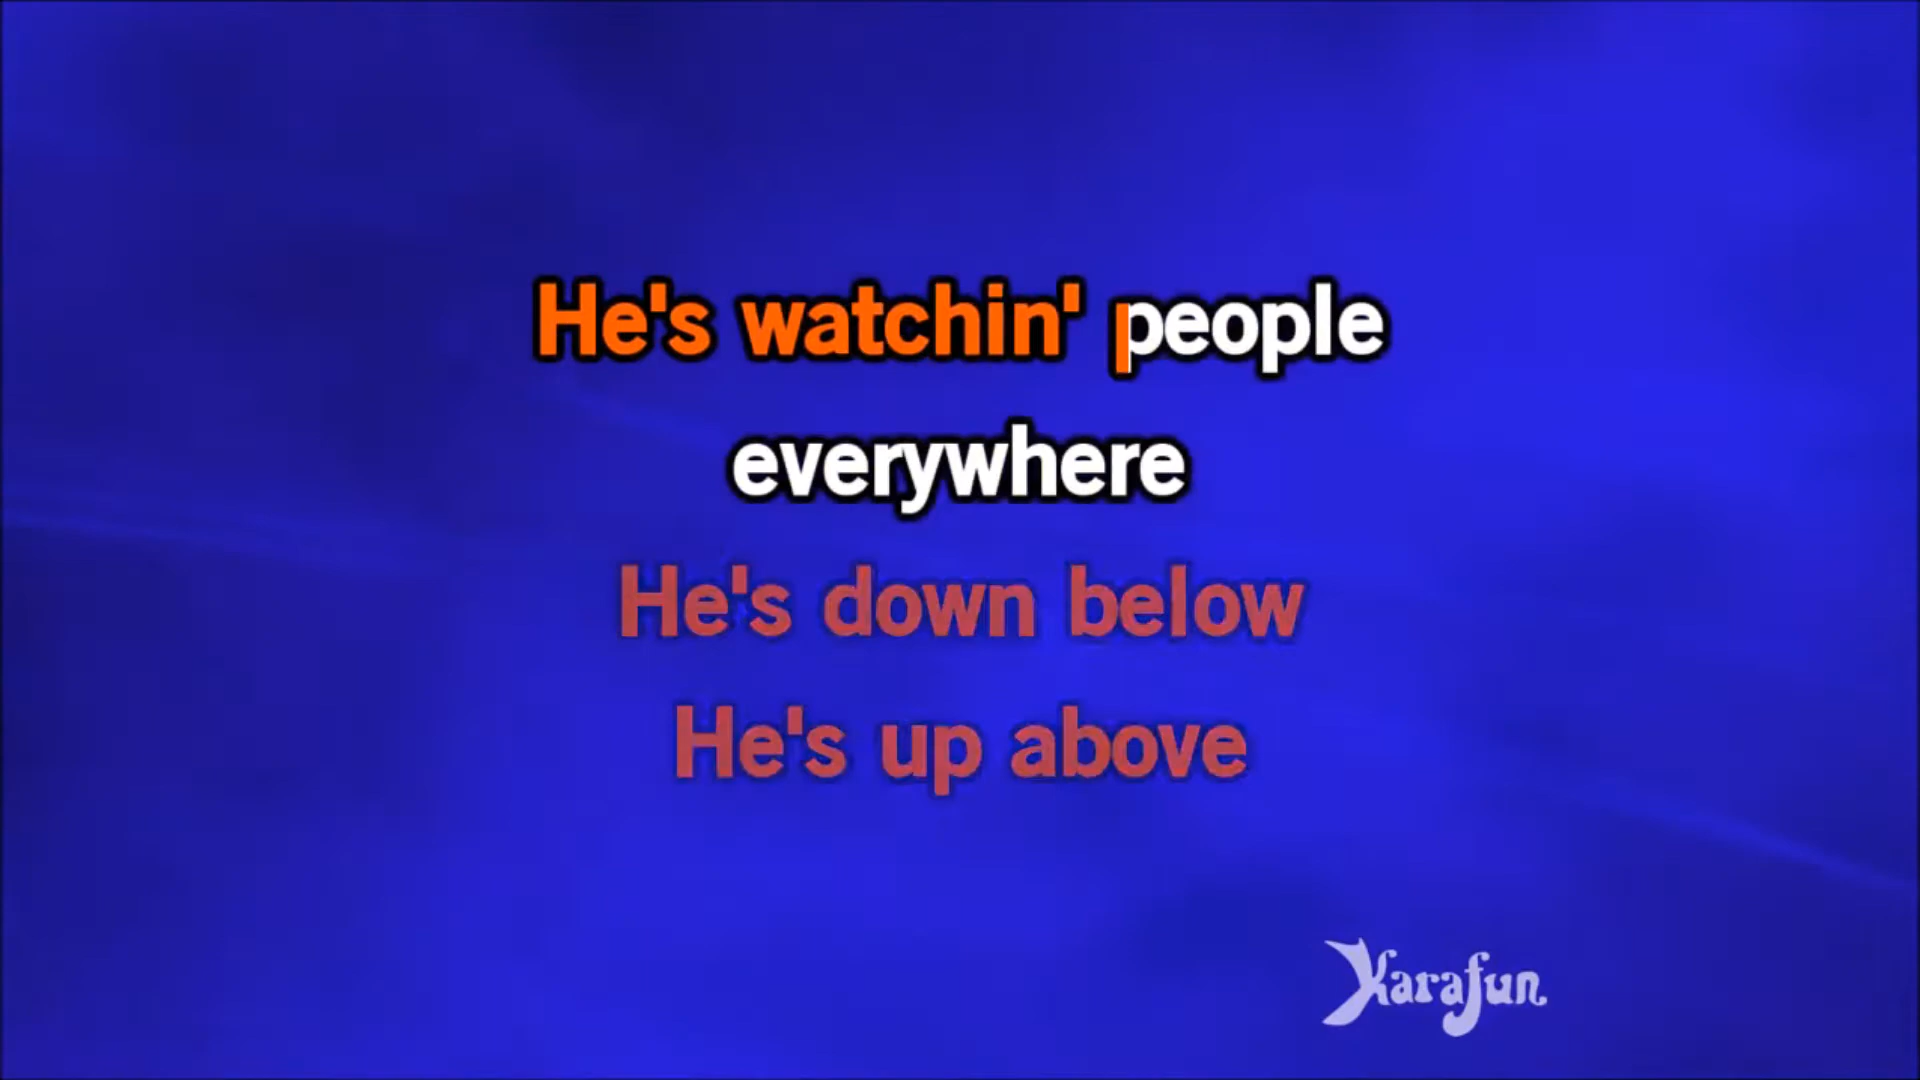 He's watchin' people
everywhere
He's down below
He's up above
Karafun